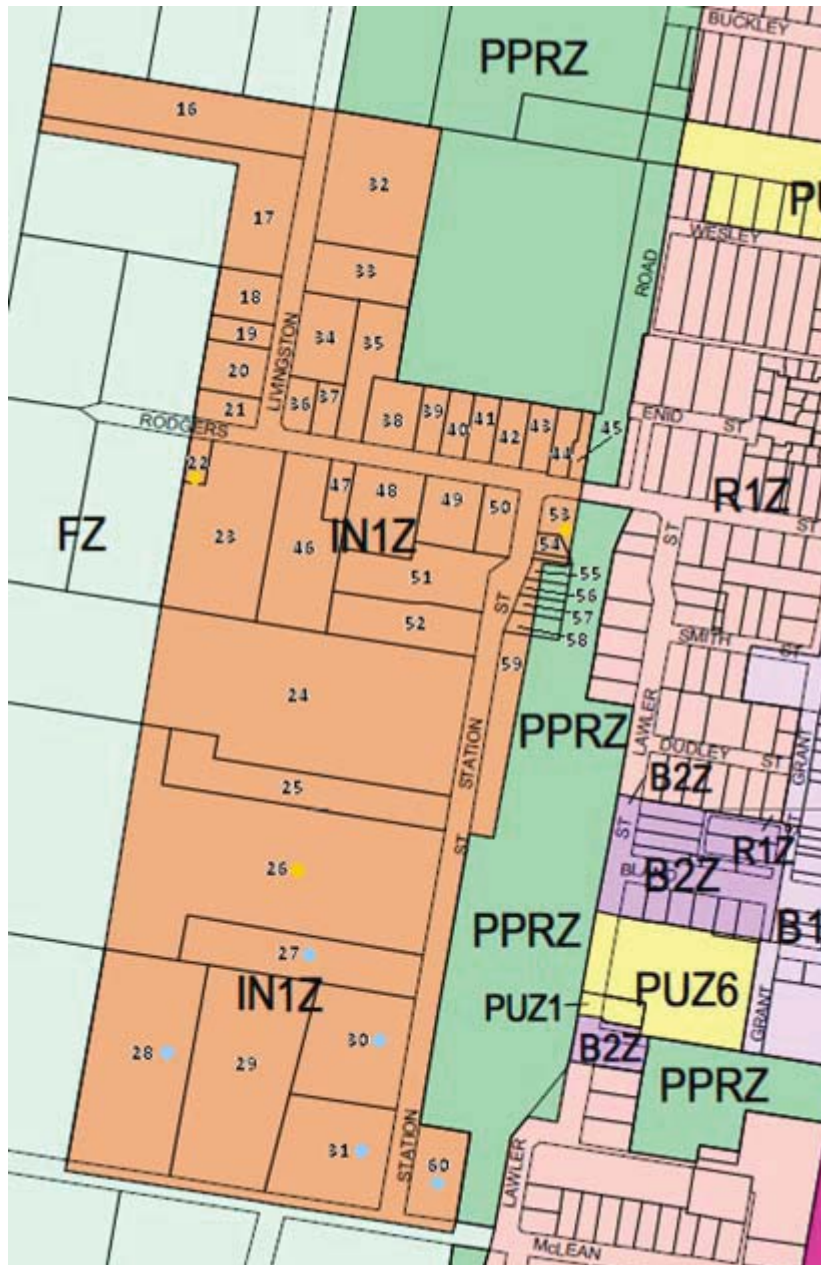 BUCKLEY
PPRZ
16
32
17
PU
WESLEY
ROAD
33
18
19
34
35
LIVINGSTON
20
36
37
21
38
39
40
41
42
43
44
45
ENID
ST
RODGERS
22
47
48
49
50
53
R1Z
ST
FZ
23
46
IN1Z
54
ST
51
55
56
57
58
52
ST
SMITH
ST
59
24
PPRZ
LAWLER
DUDLEY
ST
GRANT
STATION
B2Z
25
ST
ST
R1Z
ST
26
BLAND
B2Z
PPRZ
B1
27
IN1Z
PUZ6
PUZ1
GRANT
28
29
30
B2Z
PPRZ
31
STATION
60
LAWLER
McLEAN